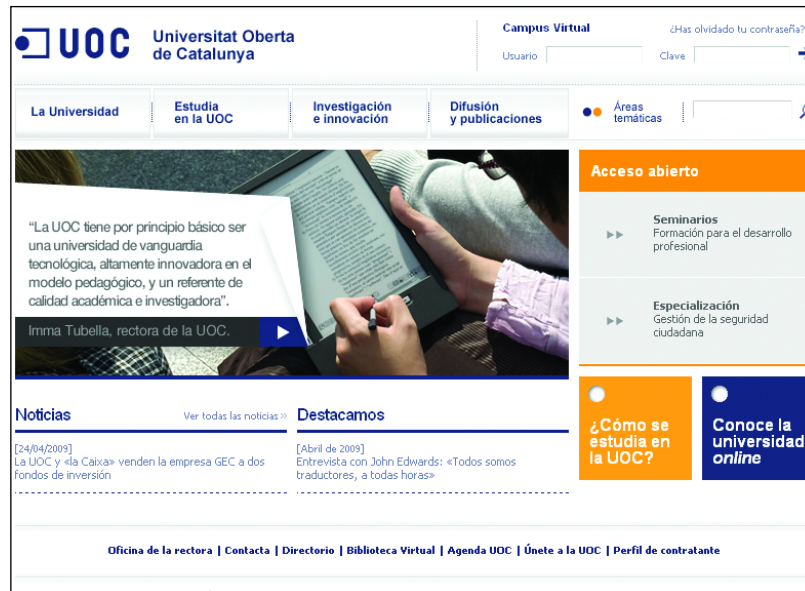 UOC
Universitat Oberta
de Catalunya
Campus Virtual
¿Has olvidado tu contraseña?
Usuario
Clave
La Universidad
Estudia
en la UOC
Investigación
e innovación
Difusión
y publicaciones
Áreas
temáticas
“La UOC tiene por principio básico ser
una universidad de vanguardia
tecnológica, altamente innovadora en el
modelo pedagógico, y un referente de
calidad académica e investigadora”.
Imma Tubella, rectora de la UOC.
Acceso abierto
Seminarios
Formación para el desarrollo
profesional
Especialización
Gestión de la seguridad
ciudadana
¿Cómo se
estudia en
la UOC?
Conoce la
universidad
online
Noticias
Ver todas las noticias »
[24/04/2009]
La UOC y «la Caixa» venden la empresa GEC a dos
fondos de inversión
Destacamos
[Abril de 2009]
Entrevista con John Edwards: «Todos somos
traductores, a todas horas»
Oficina de la rectora | Contacta | Directorio | Biblioteca Virtual | Agenda UOC | Únete a la UOC | Perfil de contratante